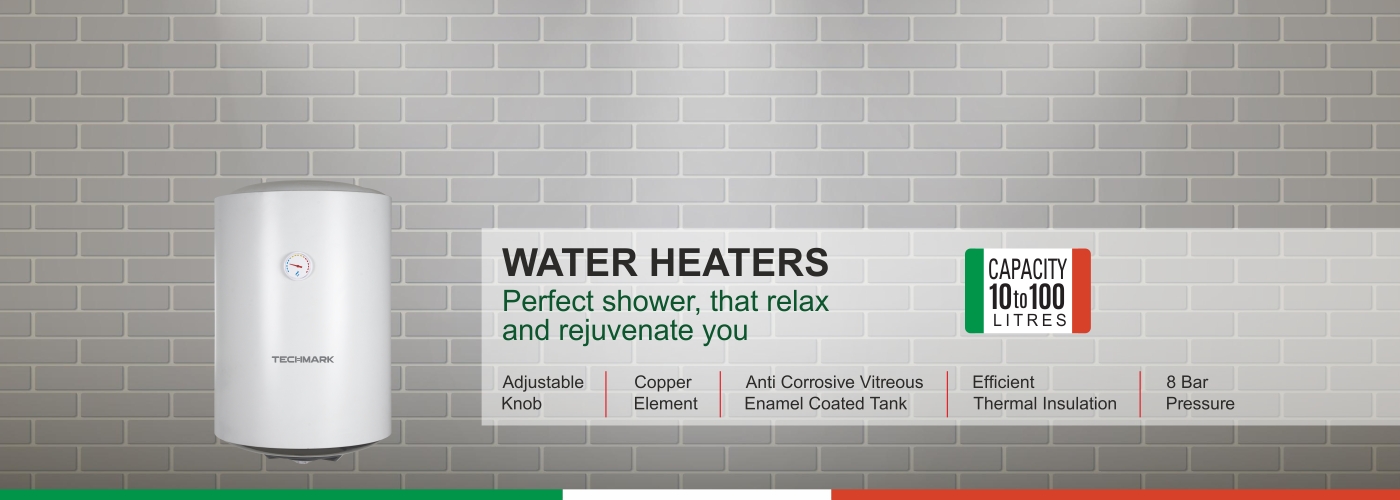 TECHMARK
WATER HEATERS
Perfect shower, that relax
and rejuvenate you
CAPACITY
10 to 100
LITRES
Adjustable
Knob
Copper
Element
Anti Corrosive Vitreous
Enamel Coated Tank
Efficient
Thermal Insulation
8 Bar
Pressure